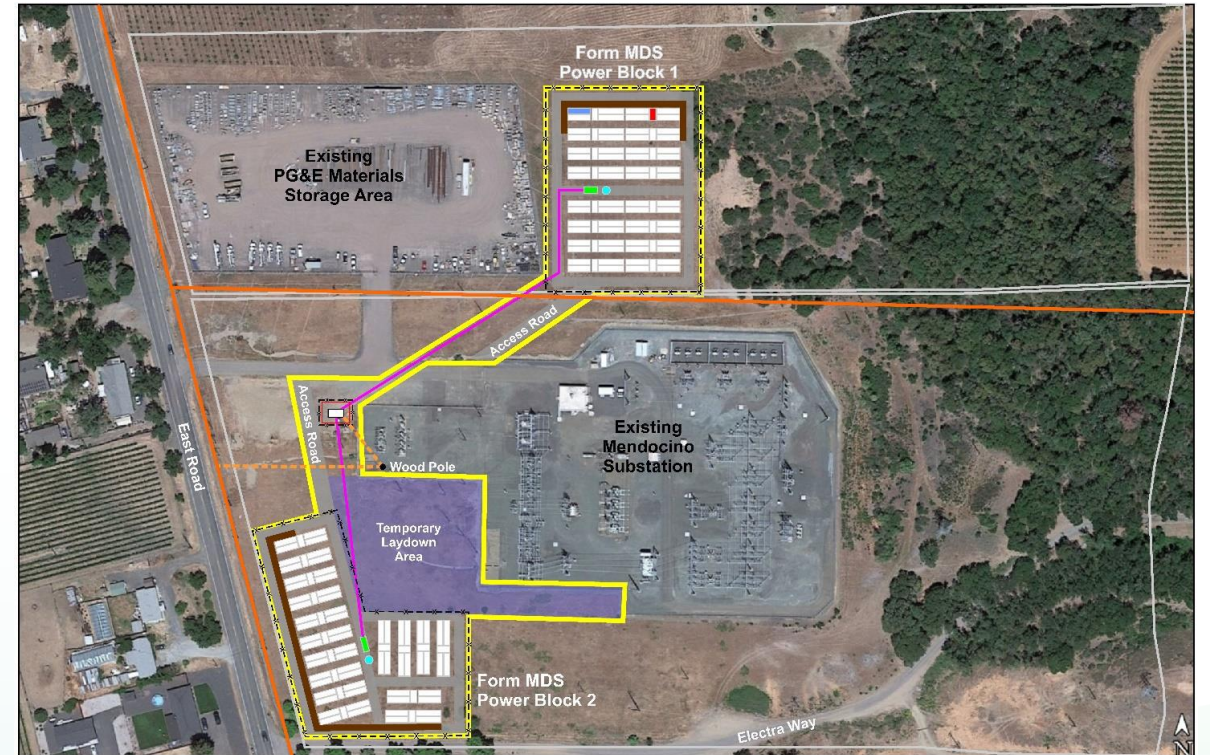 Form MDS
Power Block 1
Existing
PG&E Materials
Storage Area
Access Road
Access Road
East Road
Wood Pole
Existing
Mendocino
Substation
Temporary
Laydown
Area
Form MDS
Power Block 2
Electra Way
N